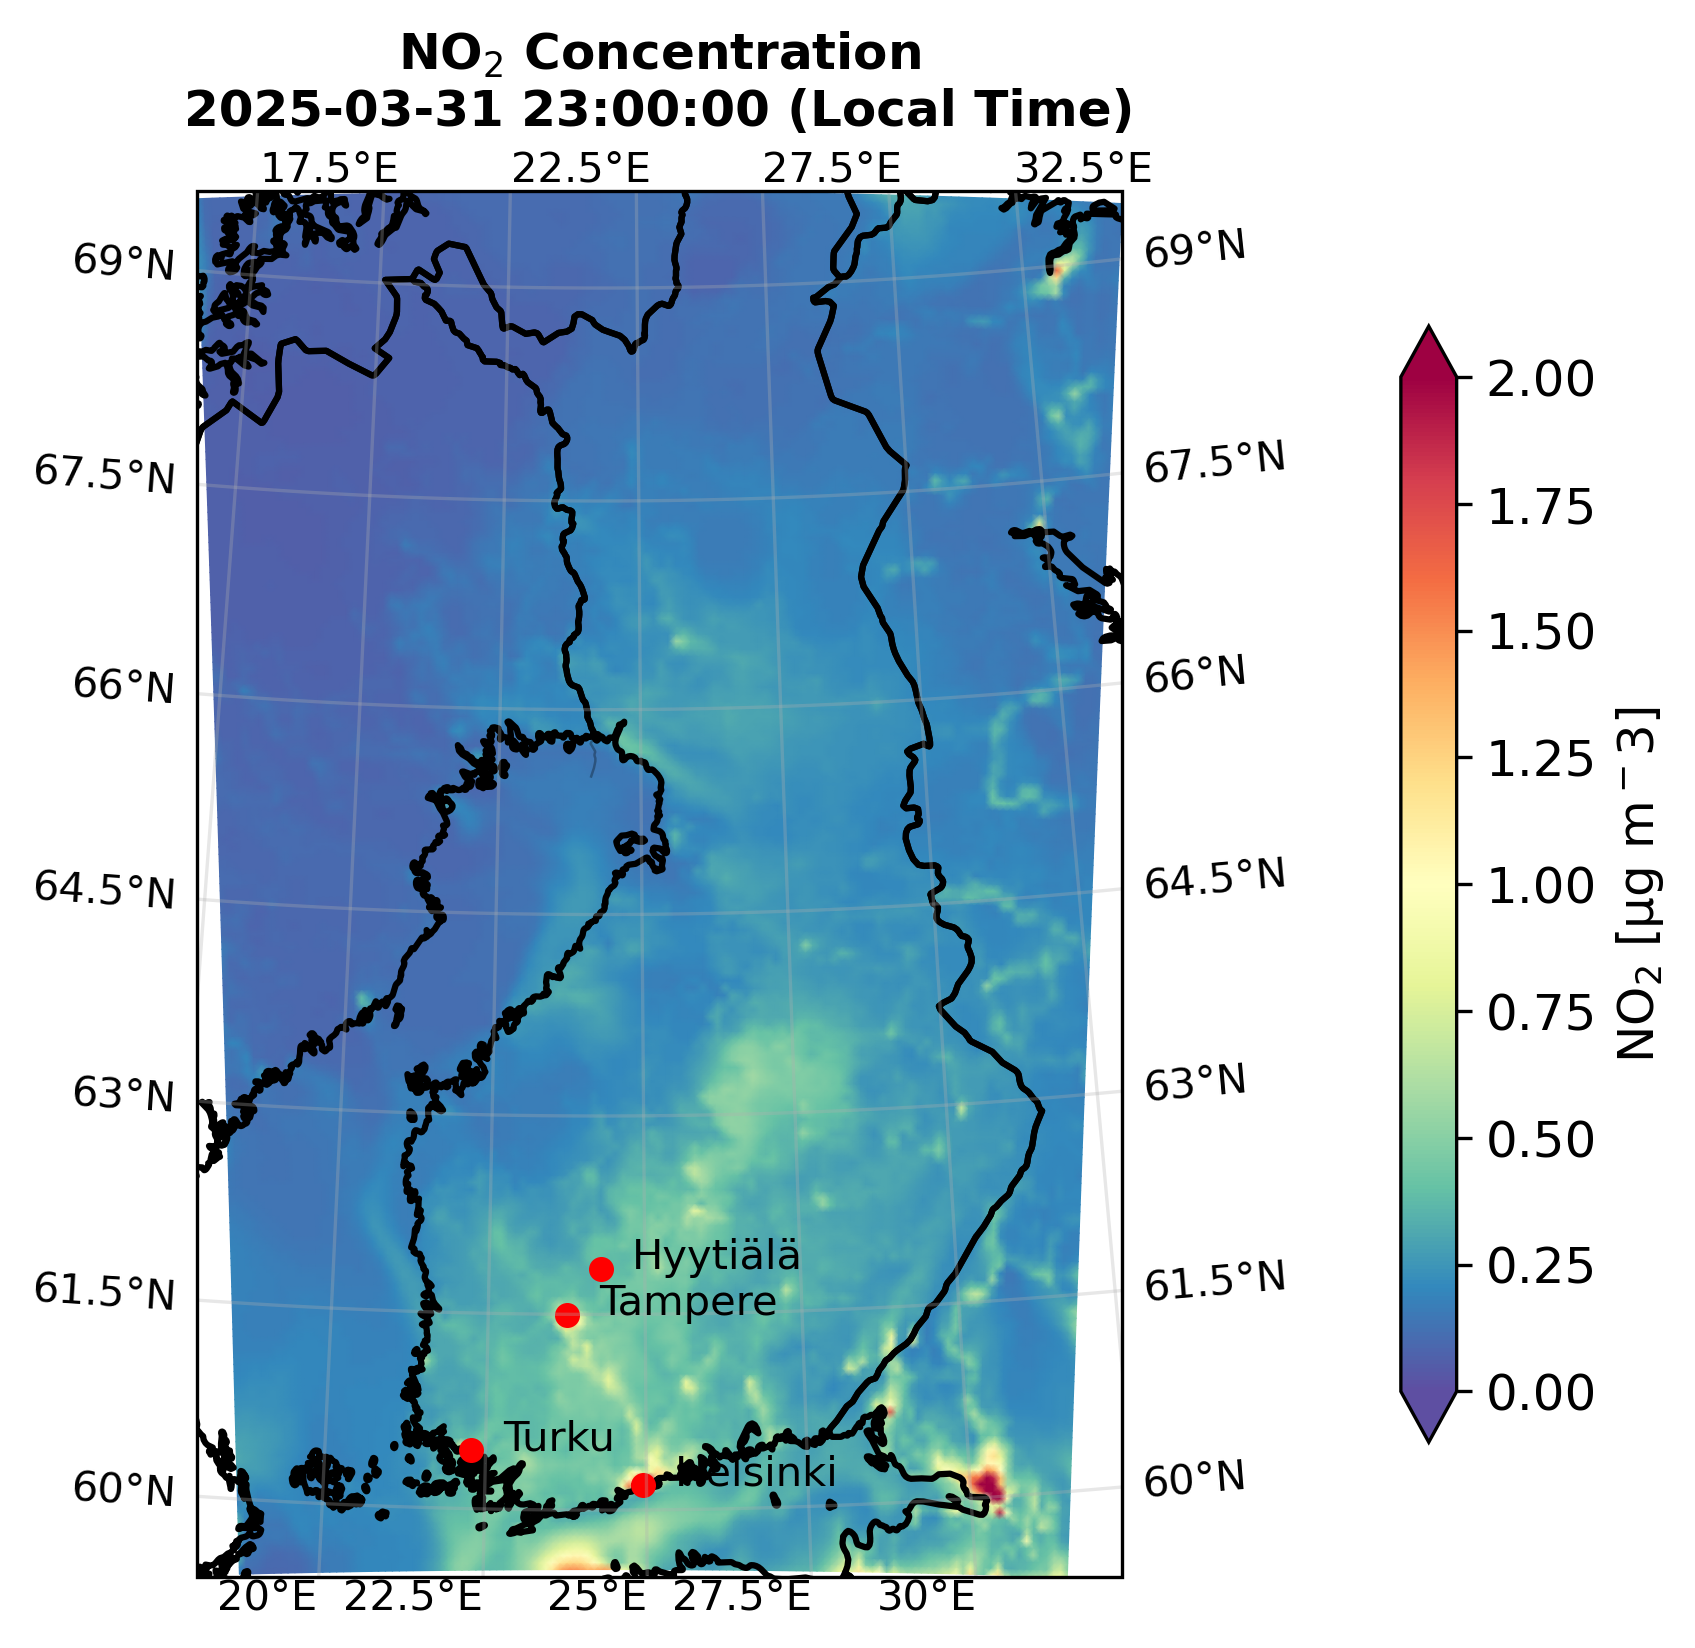 NO₂ Concentration
2025-03-31 23:00:00 (Local Time)
17.5°E 22.5°E 27.5°E 32.5°E
69°N 69°N
67.5°N 67.5°N
66°N 66°N
64.5°N 64.5°N
63°N 63°N
61.5°N 61.5°N
60°N 60°N
Hyytiälä
Tampere
Turku
Helsinki
20°E 22.5°E 25°E 27.5°E 30°E
2.00
1.75
1.50
1.25
1.00
0.75
0.50
0.25
0.00
NO₂ [µg m⁻3]